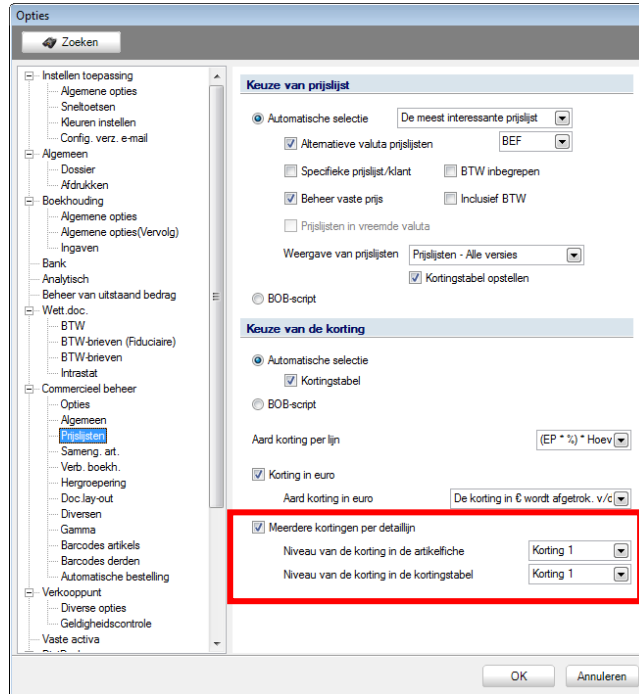 Opties
Zoeken
Instellen toepassing
Algemene opties
Sneltoetsen
Kleuren instellen
Config. verz. e-mail
Algemeen
Dossier
Afdrukken
Boekhouding
Algemene opties
Algemene opties(Vervolg)
Ingaven
Bank
Analytisch
Beheer van uitstaand bedrag
Wett.doc.
BTW
BTW-brieven (Fiduciaire)
BTW-brieven
Intrastat
Commercieel beheer
Opties
Algemeen
Prijslijsten
Sameng. art.
Verb. boekh.
Hergroepering
Doc.lay-out
Diversen
Gamma
Barcodes artikels
Barcodes derden
Automatische bestelling
Verkooppunt
Diverse opties
Geldigheidscontrole
Vaste activa
Keuze van prijslijst
Automatische selectie De meest interessante prijslijst
Alternatieve valuta prijslijsten BEF
Specifieke prijslijst/klant BTW inbegrepen
Beheer vaste prijs Inclusief BTW
Prijslijsten in vreemde valuta
Weergave van prijslijsten Prijslijsten - Alle versies
Kortingstabel opstellen
BOB-script
Keuze van de korting
Automatische selectie
Kortingstabel
BOB-script
Aard korting per lijn (EP * %) * Hoev
Korting in euro
Aard korting in euro De korting in € wordt afgetrok. v/c
Meerdere kortingen per detaillijn
Niveau van de korting in de artikelfiche Korting 1
Niveau van de korting in de kortingstabel Korting 1
OK Annuleren